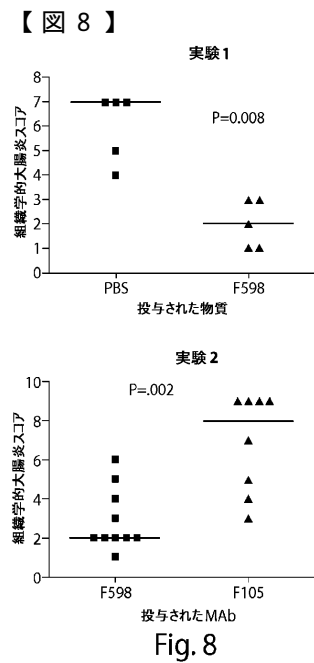 【図8】
実験1
組織学的大腸炎スコア
8
7
6
5
4
3
2
1
0
P=0.008
PBS
F598
投与された物質
実験2
組織学的大腸炎スコア
10
8
6
4
2
0
P=.002
F598
F105
投与されたMAb
Fig. 8